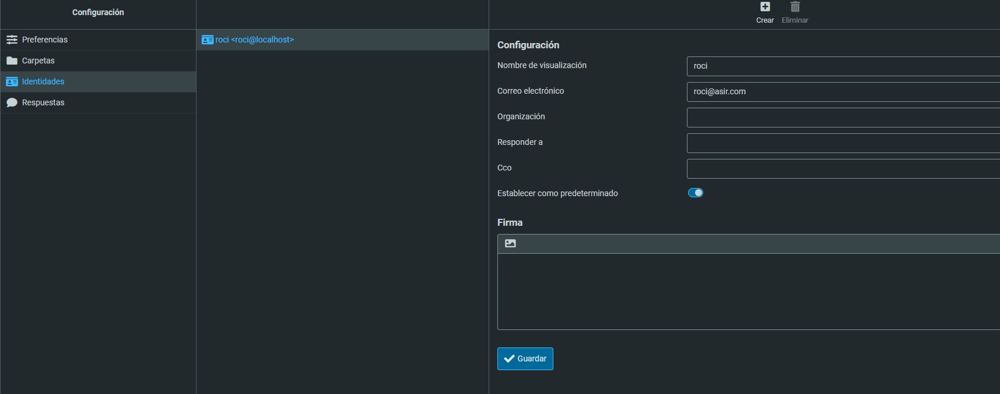 Configuración
Crear
Eliminar
Preferencias
Carpetas
Identidades
Respuestas
roci <roci@localhost>
Configuración
Nombre de visualización
roci
Correo electrónico
roci@asir.com
Organización
Responder a
Cco
Establecer como predeterminado
Firma
Guardar